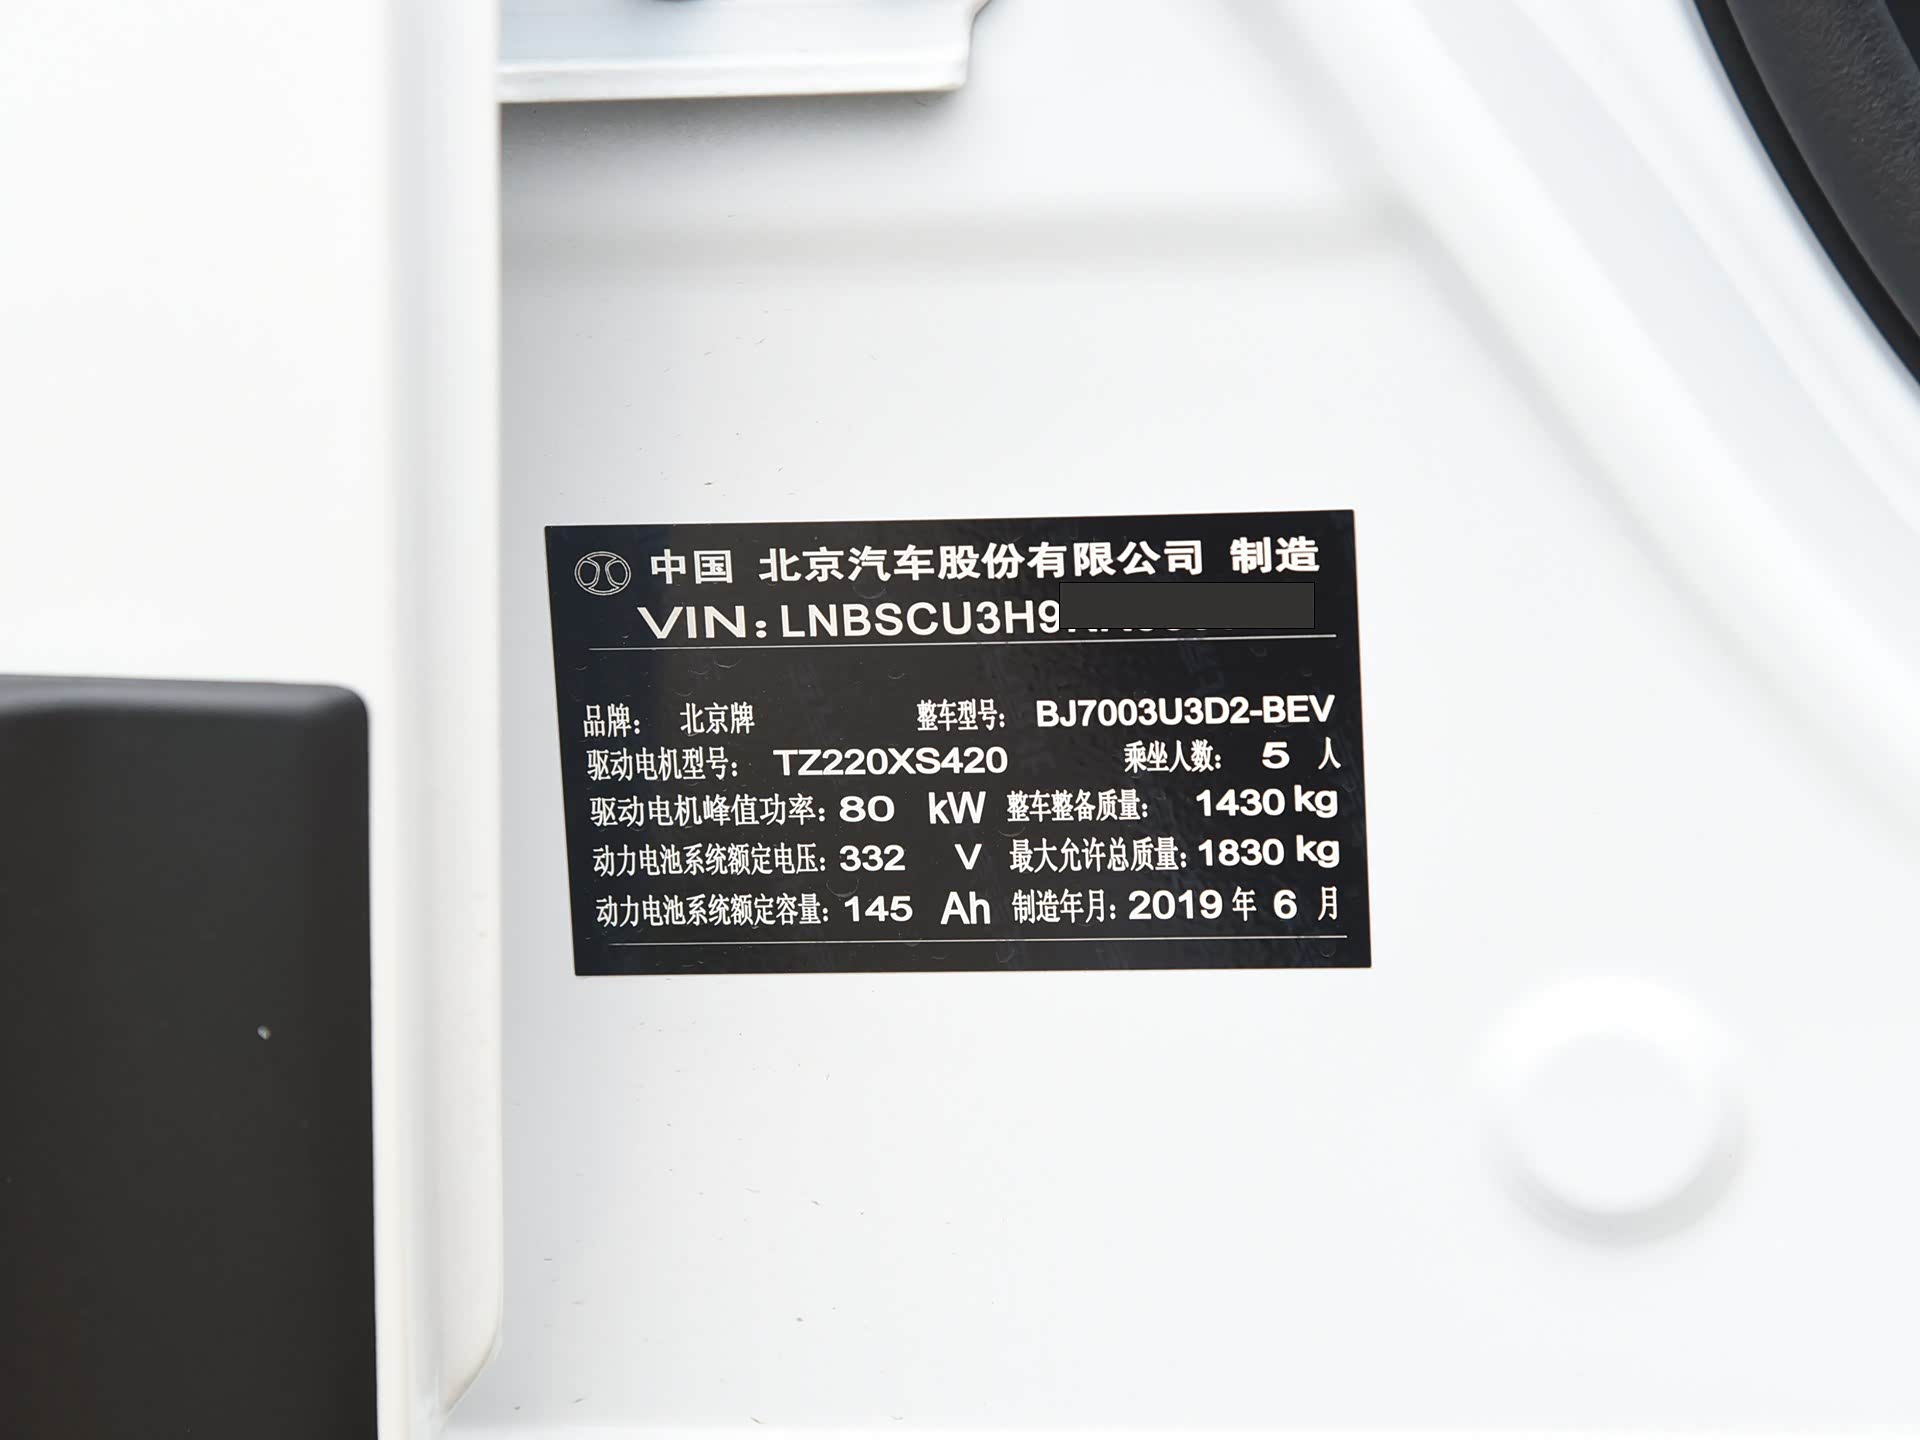 中国 北京汽车股份有限公司 制造
VIN: LNBSCU3H9
品牌: 北京牌 整车型号: BJ7003U3D2-BEV
驱动电机型号: TZ220XS420 乘坐人数: 5 人
驱动电机峰值功率: 80 kW 整车整备质量: 1430 kg
动力电池系统额定电压: 332 V 最大允许总质量: 1830 kg
动力电池系统额定容量: 145 Ah 制造年月: 2019 年 6 月